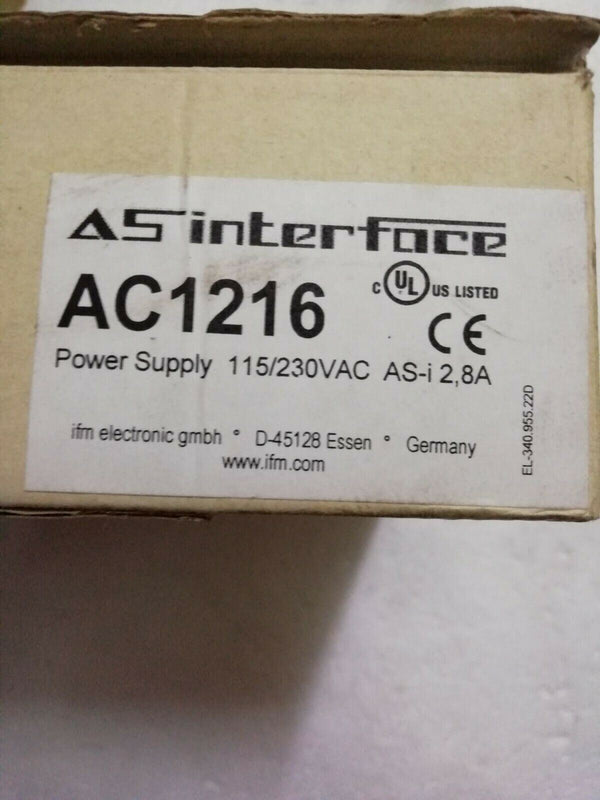 AS interface
AC1216
C UL US LISTED
CE
Power Supply 115/230VAC AS-i 2,8A
ifm electronic gmbh ° D-45128 Essen ° Germany
www.ifm.com
EL-340.955.22D